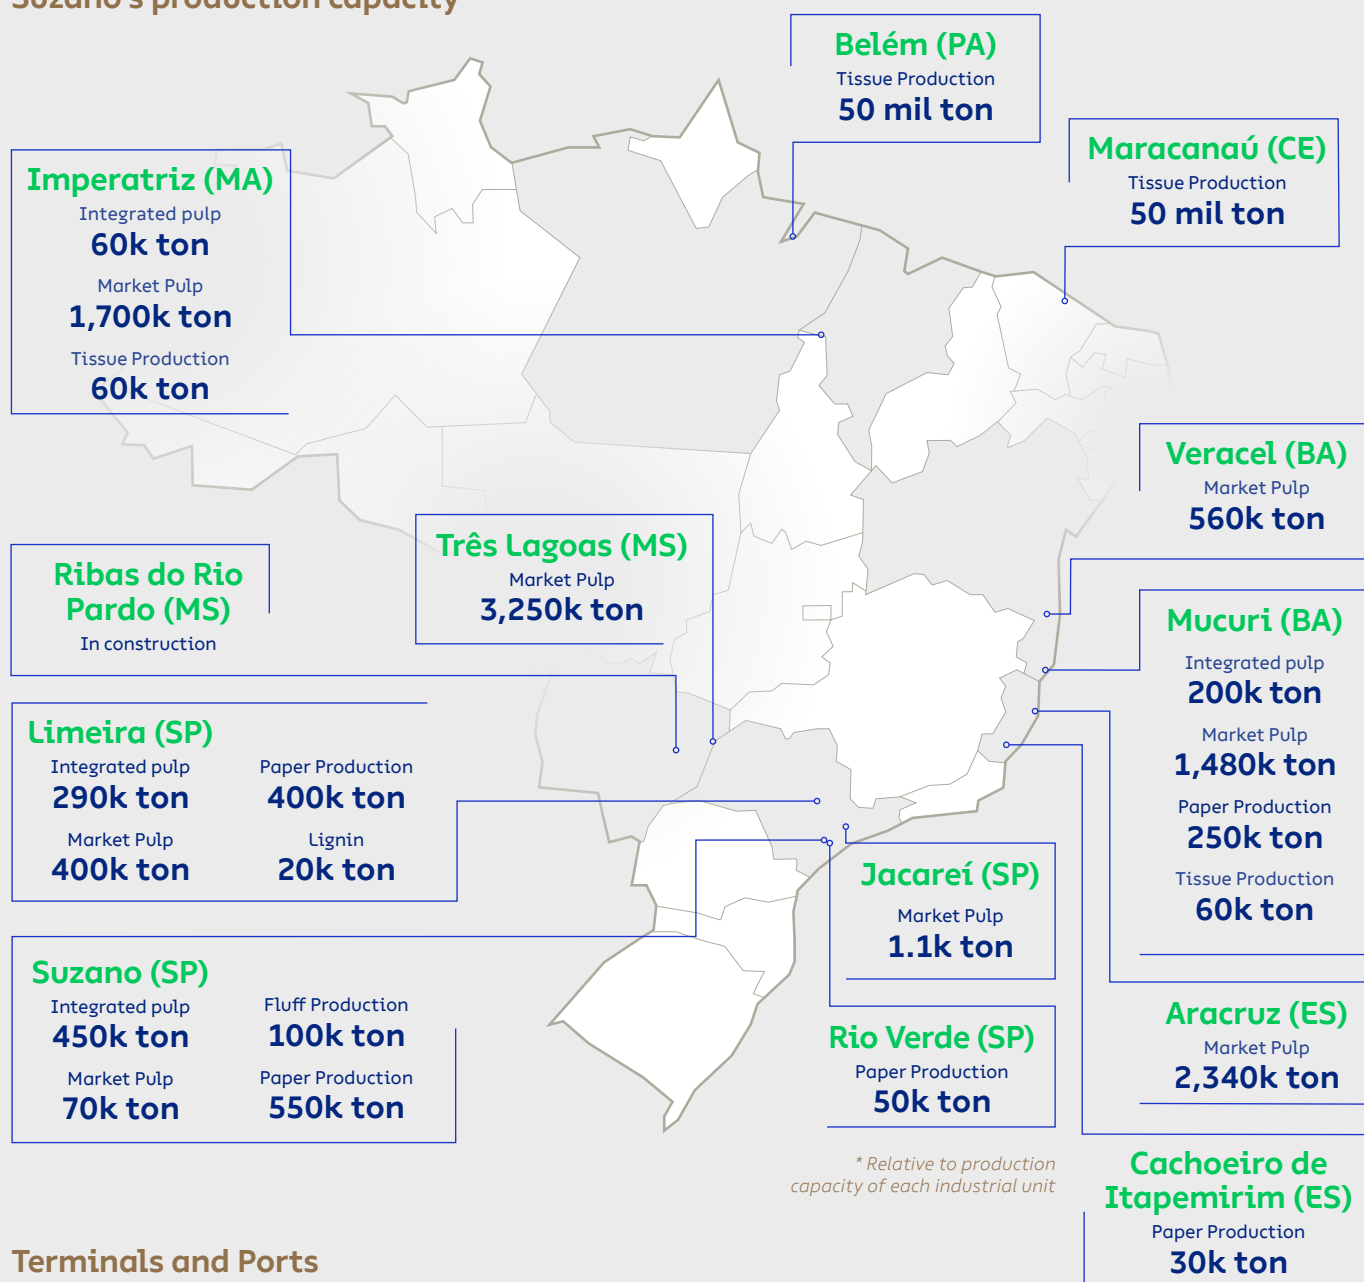 Suzano's production capacity
Belém (PA)
Tissue Production
50 mil ton
Maracanaú (CE)
Tissue Production
50 mil ton
Imperatriz (MA)
Integrated pulp
60k ton
Market Pulp
1,700k ton
Tissue Production
60k ton
Veracel (BA)
Market Pulp
560k ton
Três Lagoas (MS)
Market Pulp
3,250k ton
Ribas do Rio
Pardo (MS)
In construction
Mucuri (BA)
Integrated pulp
200k ton
Market Pulp
1,480k ton
Paper Production
250k ton
Tissue Production
60k ton
Limeira (SP)
Integrated pulp
290k ton
Market Pulp
400k ton
Paper Production
400k ton
Lignin
20k ton
Jacareí (SP)
Market Pulp
1.1k ton
Suzano (SP)
Integrated pulp
450k ton
Market Pulp
70k ton
Fluff Production
100k ton
Paper Production
550k ton
Rio Verde (SP)
Paper Production
50k ton
Aracruz (ES)
Market Pulp
2,340k ton
* Relative to production
capacity of each industrial unit
Cachoeiro de
Itapemirim (ES)
Paper Production
30k ton
Terminals and Ports